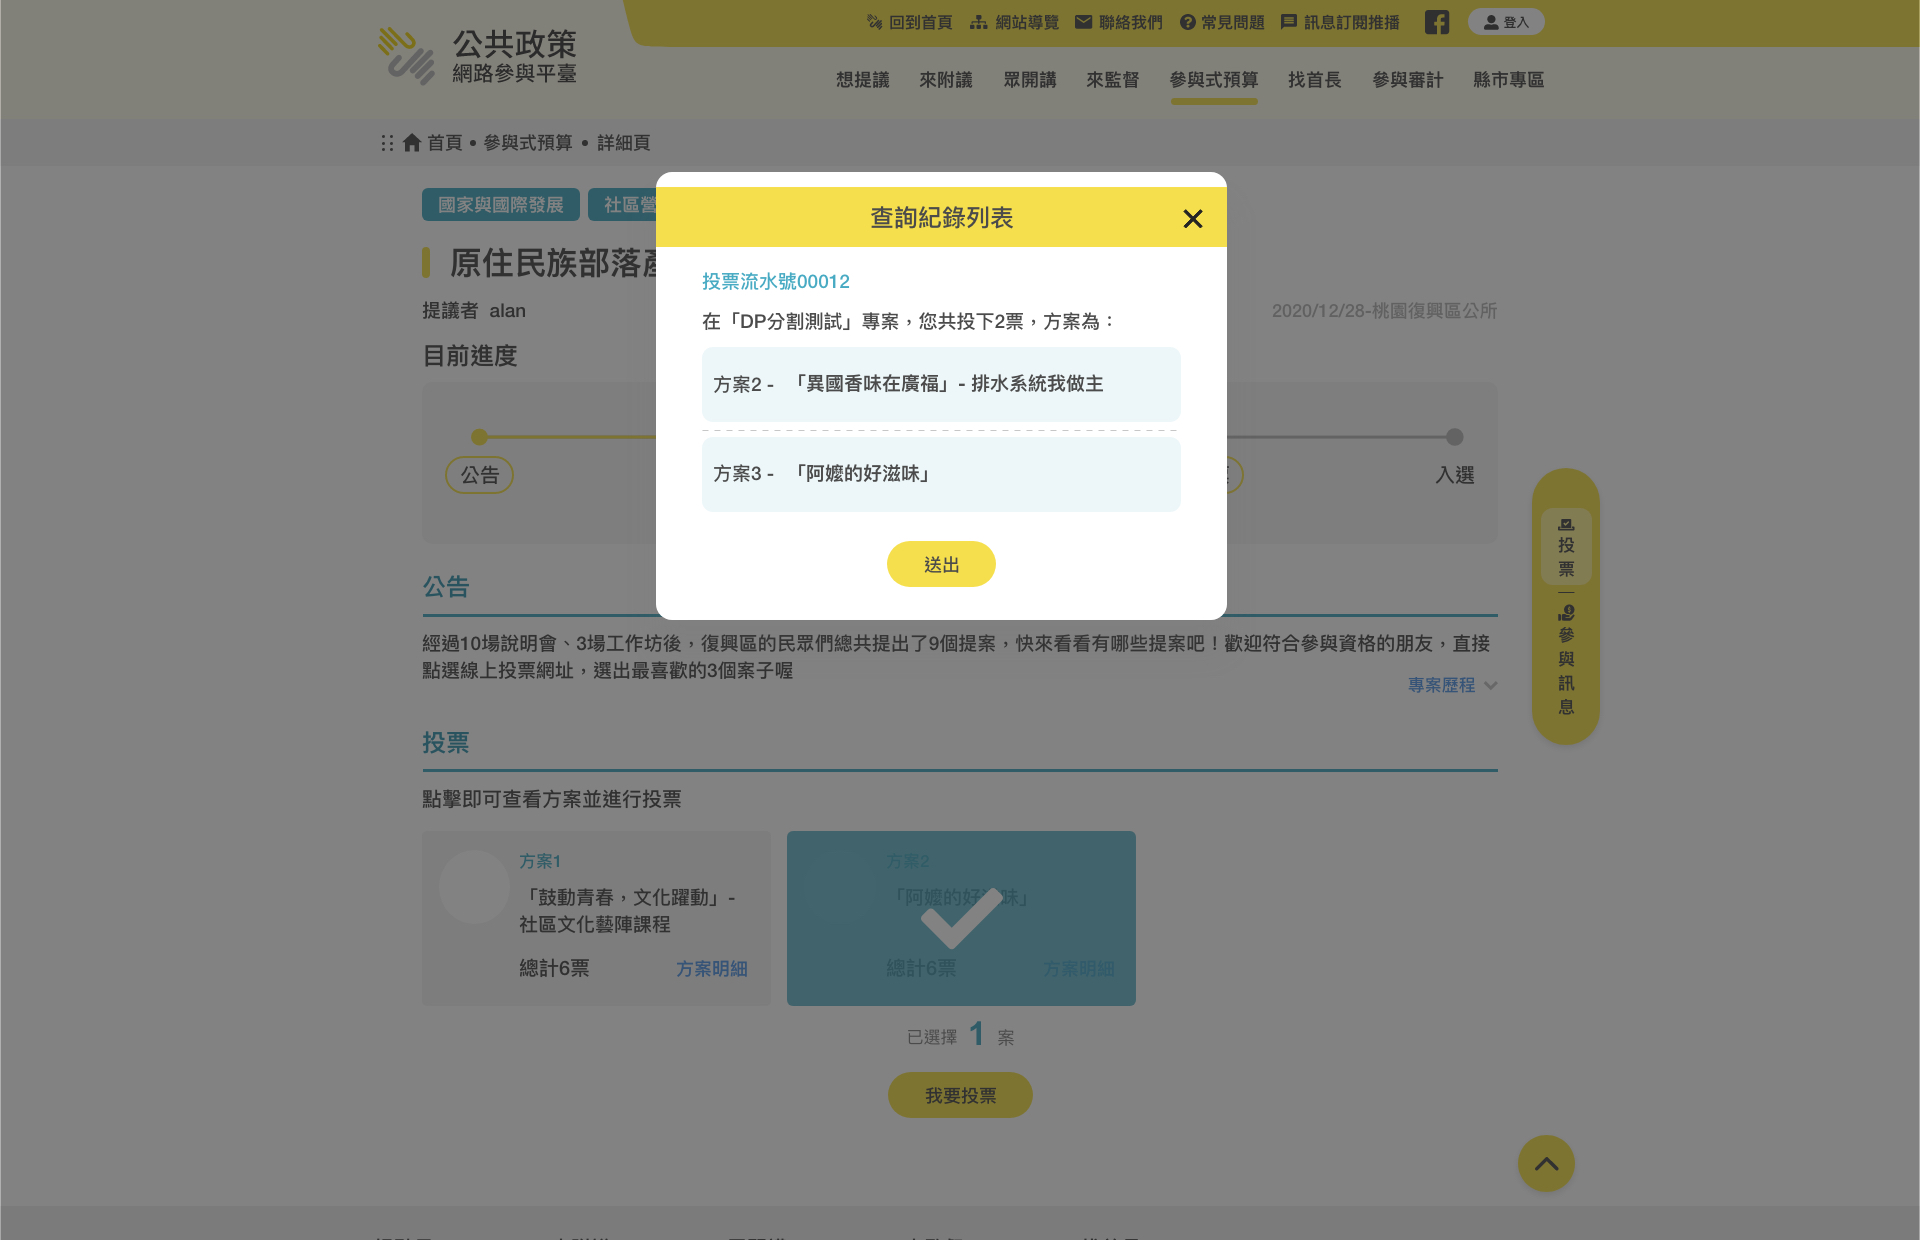 回到首頁 網站導覽 聯絡我們 常見問題 訊息訂閱推播 登入
公共政策
網路參與平臺
想提議 來附議 眾開講 來監督 參與式預算 找首長 參與審計 縣市專區
首頁 • 參與式預算 • 詳細頁
國家與國際發展 社區營
原住民族部落產
提議者 alan
2020/12/28-桃園復興區公所
目前進度
公告
入選
查詢紀錄列表
投票流水號00012
在「DP分割測試」專案，您共投下2票，方案為：
方案2 - 「異國香味在廣福」- 排水系統我做主
方案3 - 「阿嬤的好滋味」
送出
投票
參與訊息
公告
經過10場說明會、3場工作坊後，復興區的民眾們總共提出了9個提案，快來看看有哪些提案吧！歡迎符合參與資格的朋友，直接
點選線上投票網址，選出最喜歡的3個案子喔
專案歷程
投票
點擊即可查看方案並進行投票
方案1
「鼓動青春，文化躍動」-
社區文化藝陣課程
總計6票 方案明細
方案2
「阿嬤的好 味」
總計6票 方案明細
已選擇 1 案
我要投票